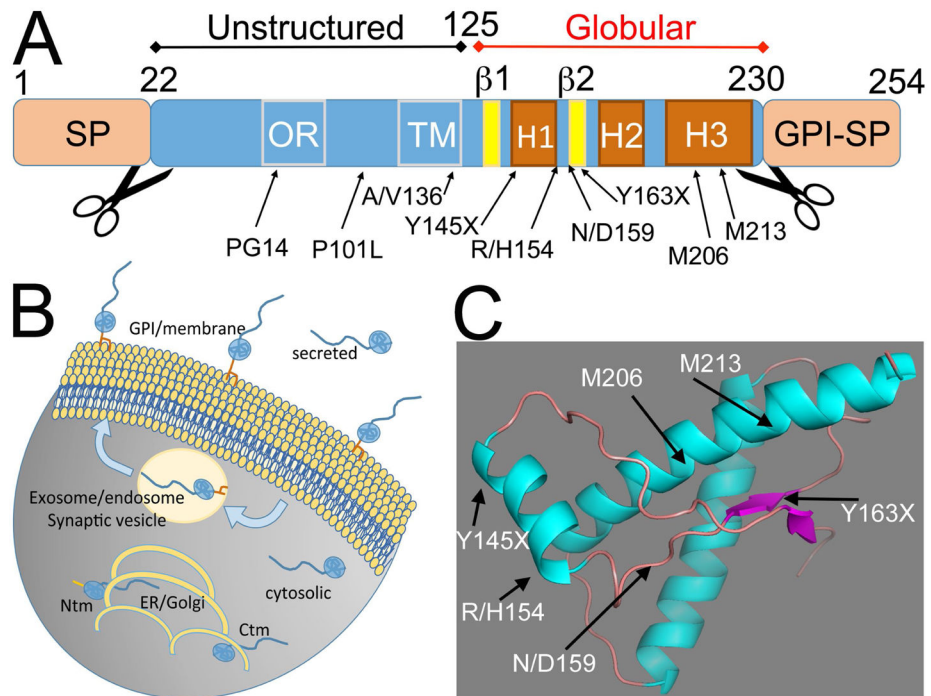 A
Unstructured
125
Globular
1
22
β1
β2
230
254
SP
OR
TM
H1
H2
H3
GPI-SP
A/V136
Y163X
Y145X
N/D159
M213
PG14
P101L
R/H154
M206
B
GPI/membrane
secreted
Exosome/endosome
Synaptic vesicle
cytosolic
Ntm
ER/Golgi
Ctm
C
M213
M206
Y145X
Y163X
R/H154
N/D159